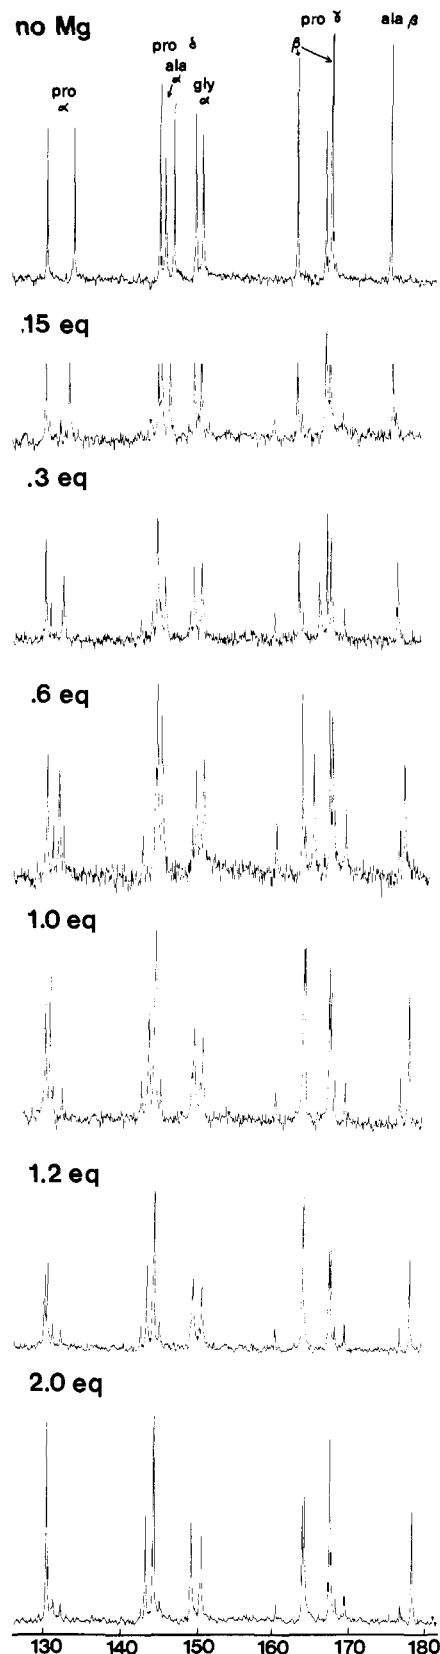 no Mg
pro δ
pro γ
ala β
β
ala
α
pro
α
gly
α
.15 eq
.3 eq
.6 eq
1.0 eq
1.2 eq
2.0 eq
130 140 150 160 170 180